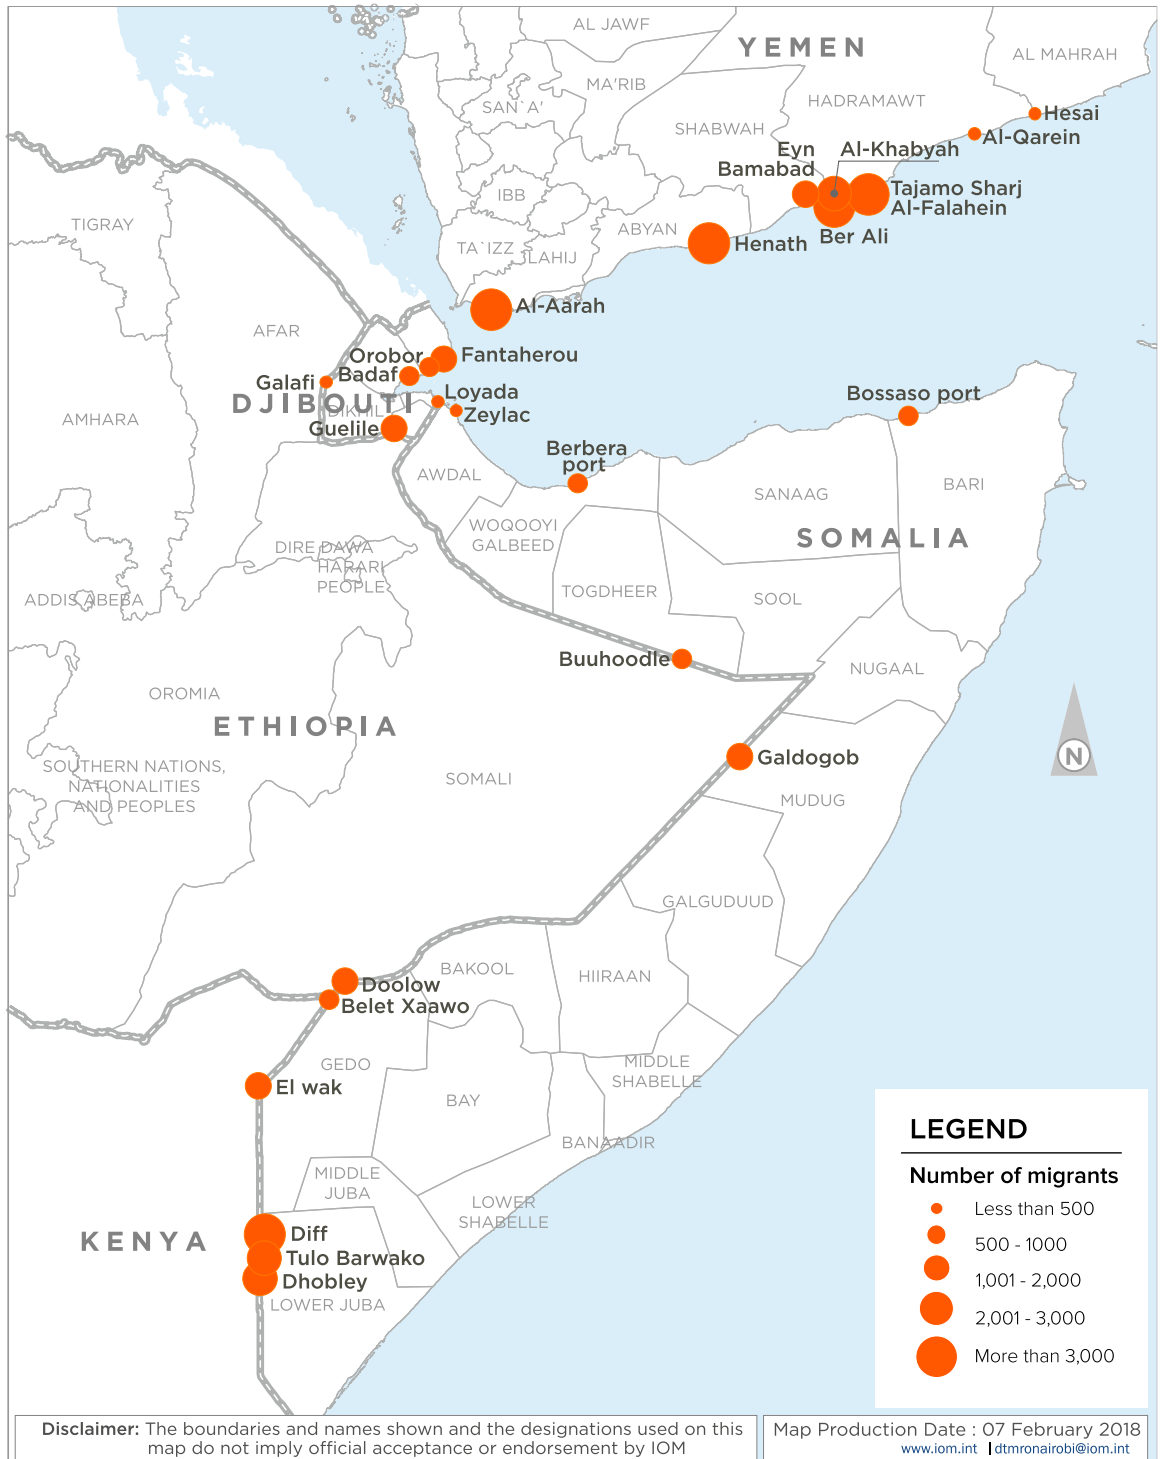 AL JAWF
YEMEN
AL MAHRAH
MA'RIB
SAN`A'
HADRAMAWT
SHABWAH
Hesai
Al-Qarein
Eyn
Bamabad
Al-Khabyah
Tajamo Sharj
Al-Falahein
Ber Ali
IBB
TIGRAY
ABYAN
Henath
TA`IZZ
LAHIJ
Al-Aarah
AFAR
Orobor
Fantaherou
Badaf
Galafi
Loyada
DJIBOUTI
DIKHIL
Zeylac
Guelile
AMHARA
Bossaso port
Berbera
port
AWDAL
SANAAG
BARI
WOQOOYI
GALBEED
SOMALIA
DIRE DAWA
HARARI
PEOPLE
ADDIS ABEBA
TOGDHEER
SOOL
Buuhoodle
NUGAAL
OROMIA
ETHIOPIA
SOUTHERN NATIONS,
NATIONALITIES
AND PEOPLES
SOMALI
Galdogob
MUDUG
N
GALGUDUUD
BAKOOL
HIIRAAN
Doolow
Belet Xaawo
GEDO
MIDDLE
SHABELLE
El wak
BAY
BANAADIR
MIDDLE
JUBA
LOWER
SHABELLE
KENYA
Diff
Tulo Barwako
Dhobley
LOWER JUBA
LEGEND
Number of migrants
Less than 500
500 - 1000
1,001 - 2,000
2,001 - 3,000
More than 3,000
Disclaimer: The boundaries and names shown and the designations used on this
map do not imply official acceptance or endorsement by IOM
Map Production Date : 07 February 2018
www.iom.int | dtmronairobi@iom.int